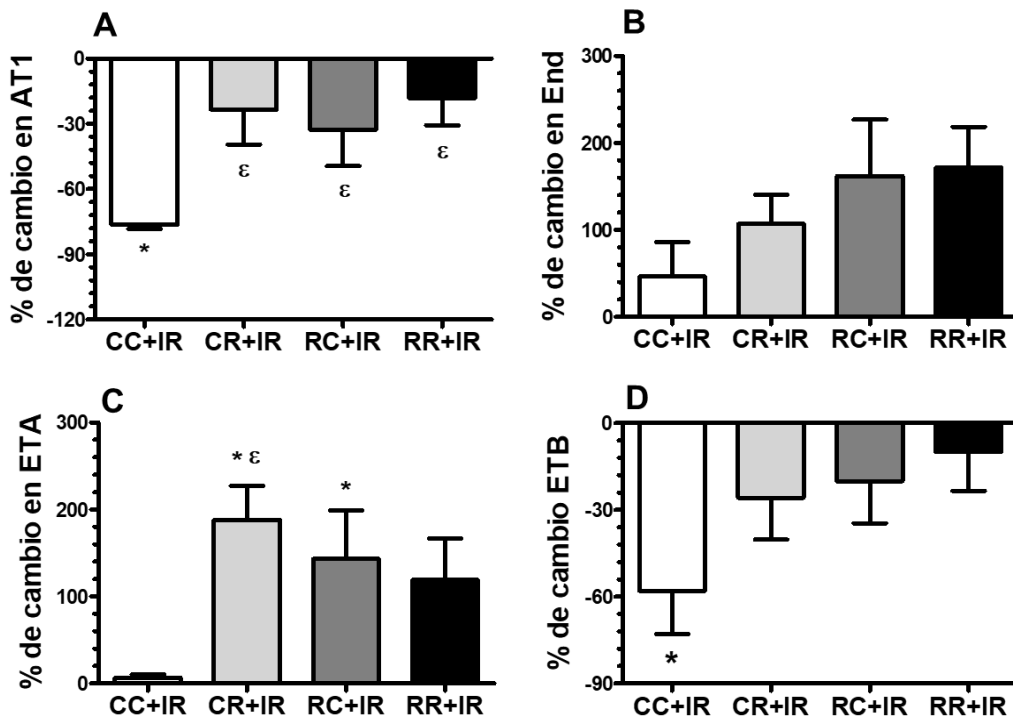 A
% de cambio en AT1
0
-30
-60
-90
-120
*
ε
ε
ε
CC+IR CR+IR RC+IR RR+IR
B
% de cambio en End
300
200
100
0
CC+IR CR+IR RC+IR RR+IR
C
% de cambio en ETA
300
200
100
0
* ε
*
CC+IR CR+IR RC+IR RR+IR
D
% de cambio ETB
0
-30
-60
-90
*
CC+IR CR+IR RC+IR RR+IR